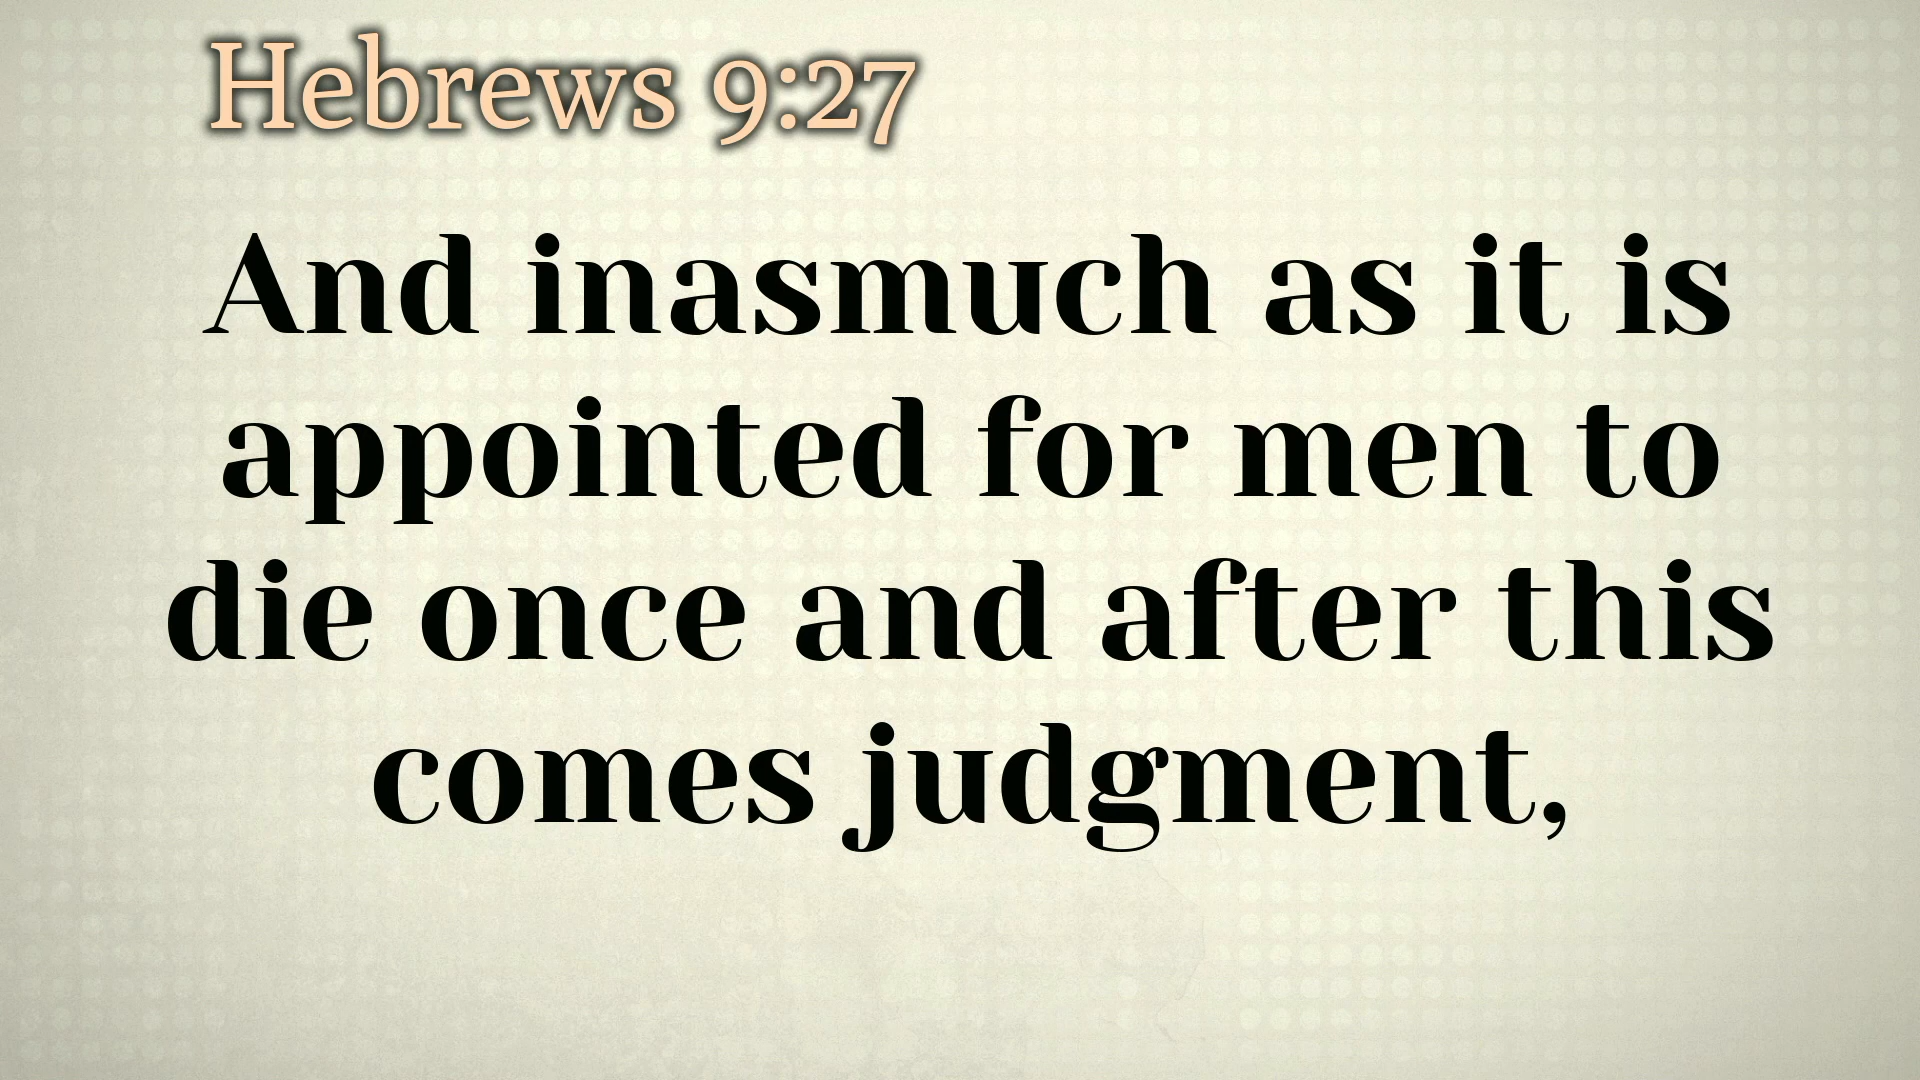 Hebrews 9:27
And inasmuch as it is
appointed for men to
die once and after this
comes judgment,